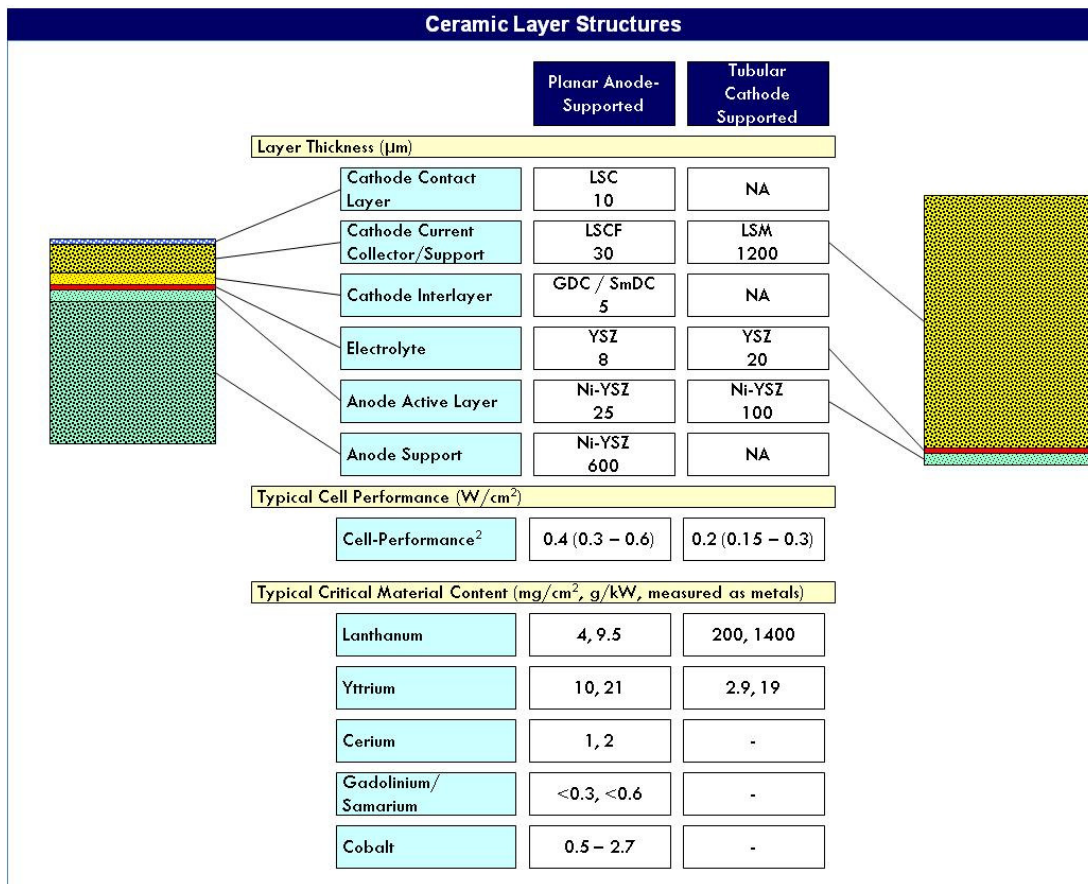 Ceramic Layer Structures
Planar Anode-
Supported
Tubular
Cathode
Supported
Layer Thickness (µm)
Cathode Contact
Layer
LSC
10
NA
Cathode Current
Collector/Support
LSCF
30
LSM
1200
Cathode Interlayer
GDC / SmDC
5
NA
Electrolyte
YSZ
8
YSZ
20
Anode Active Layer
Ni-YSZ
25
Ni-YSZ
100
Anode Support
Ni-YSZ
600
NA
Typical Cell Performance (W/cm²)
Cell-Performance²
0.4 (0.3 – 0.6)
0.2 (0.15 – 0.3)
Typical Critical Material Content (mg/cm², g/kW, measured as metals)
Lanthanum
4, 9.5
200, 1400
Yttrium
10, 21
2.9, 19
Cerium
1, 2
-
Gadolinium/
Samarium
<0.3, <0.6
-
Cobalt
0.5 – 2.7
-